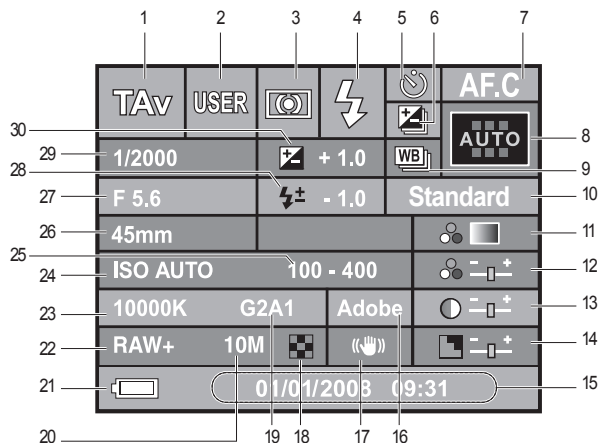 1 2 3 4 5 6 7
TAv USER AF.C
AUTO 8
30
29 1/2000 + 1.0 WB 9
28
27 F 5.6 - 1.0 Standard 10
26 45mm 11
25
24 ISO AUTO 100 - 400 - + 12
23 10000K G2A1 Adobe - + 13
22 RAW+ 10M - + 14
21 01/01/2008 09:31 15
20 19 18 17 16